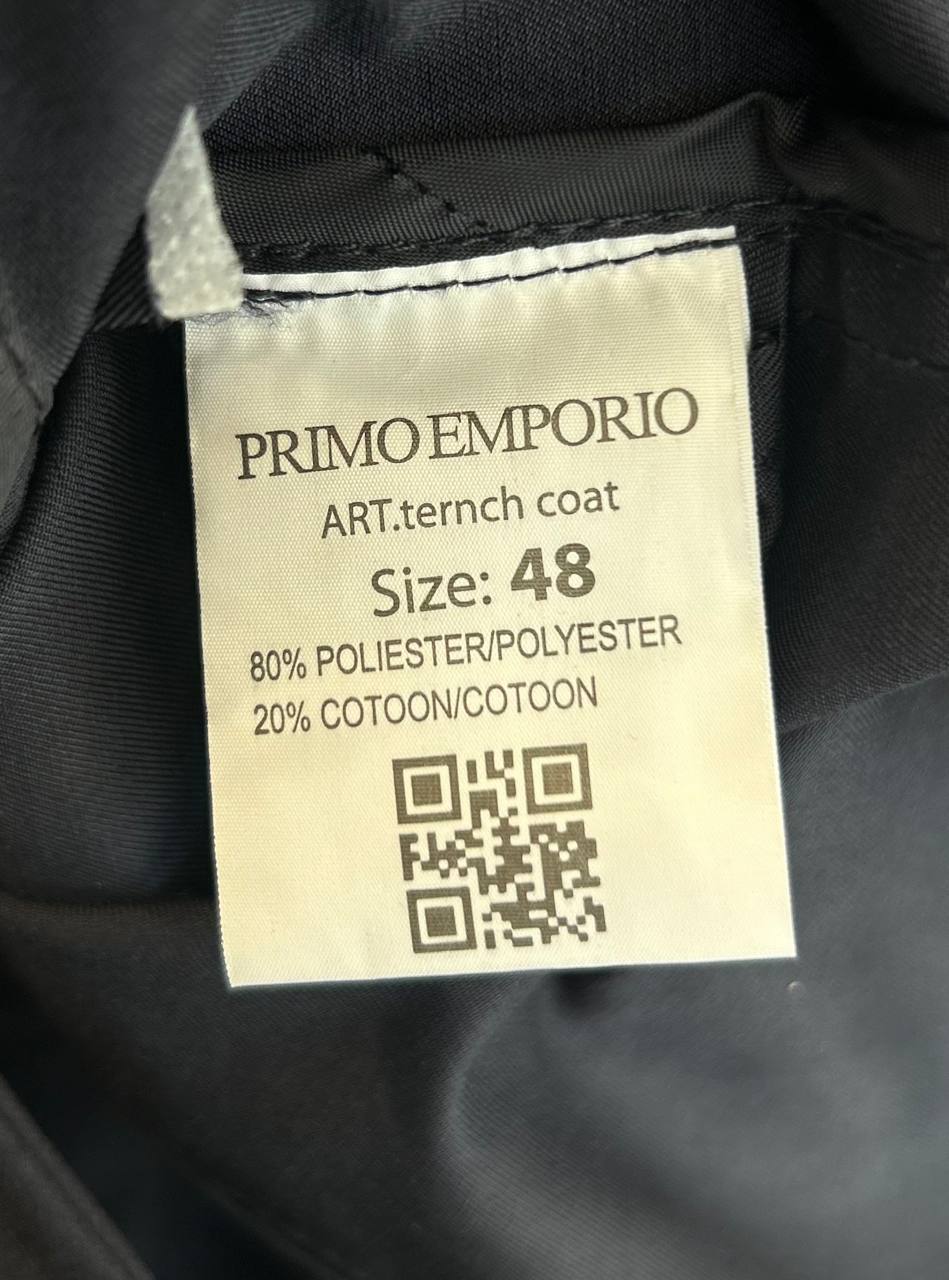 PRIMO EMPORIO
ART.ternch coat
Size: 48
80% POLIESTER/POLYESTER
20% COTOON/COTOON